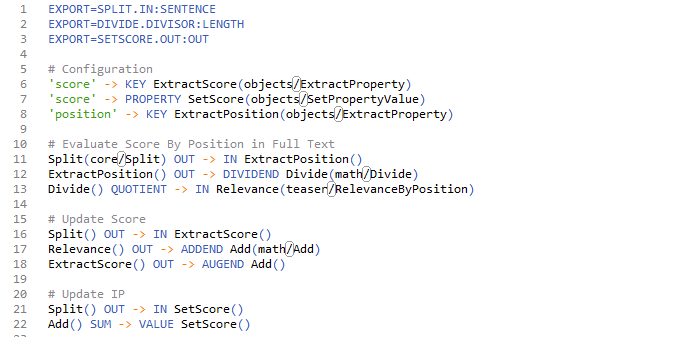 1 EXPORT=SPLIT.IN:SENTENCE
2 EXPORT=DIVIDE.DIVISOR:LENGTH
3 EXPORT=SETSCORE.OUT:OUT
4
5 # Configuration
6 'score' -> KEY ExtractScore(objects/ExtractProperty)
7 'score' -> PROPERTY SetScore(objects/SetPropertyValue)
8 'position' -> KEY ExtractPosition(objects/ExtractProperty)
9
10 # Evaluate Score By Position in Full Text
11 Split(core/Split) OUT -> IN ExtractPosition()
12 ExtractPosition() OUT -> DIVIDEND Divide(math/Divide)
13 Divide() QUOTIENT -> IN Relevance(teaser/RelevanceByPosition)
14
15 # Update Score
16 Split() OUT -> IN ExtractScore()
17 Relevance() OUT -> ADDEND Add(math/Add)
18 ExtractScore() OUT -> AUGEND Add()
19
20 # Update IP
21 Split() OUT -> IN SetScore()
22 Add() SUM -> VALUE SetScore()